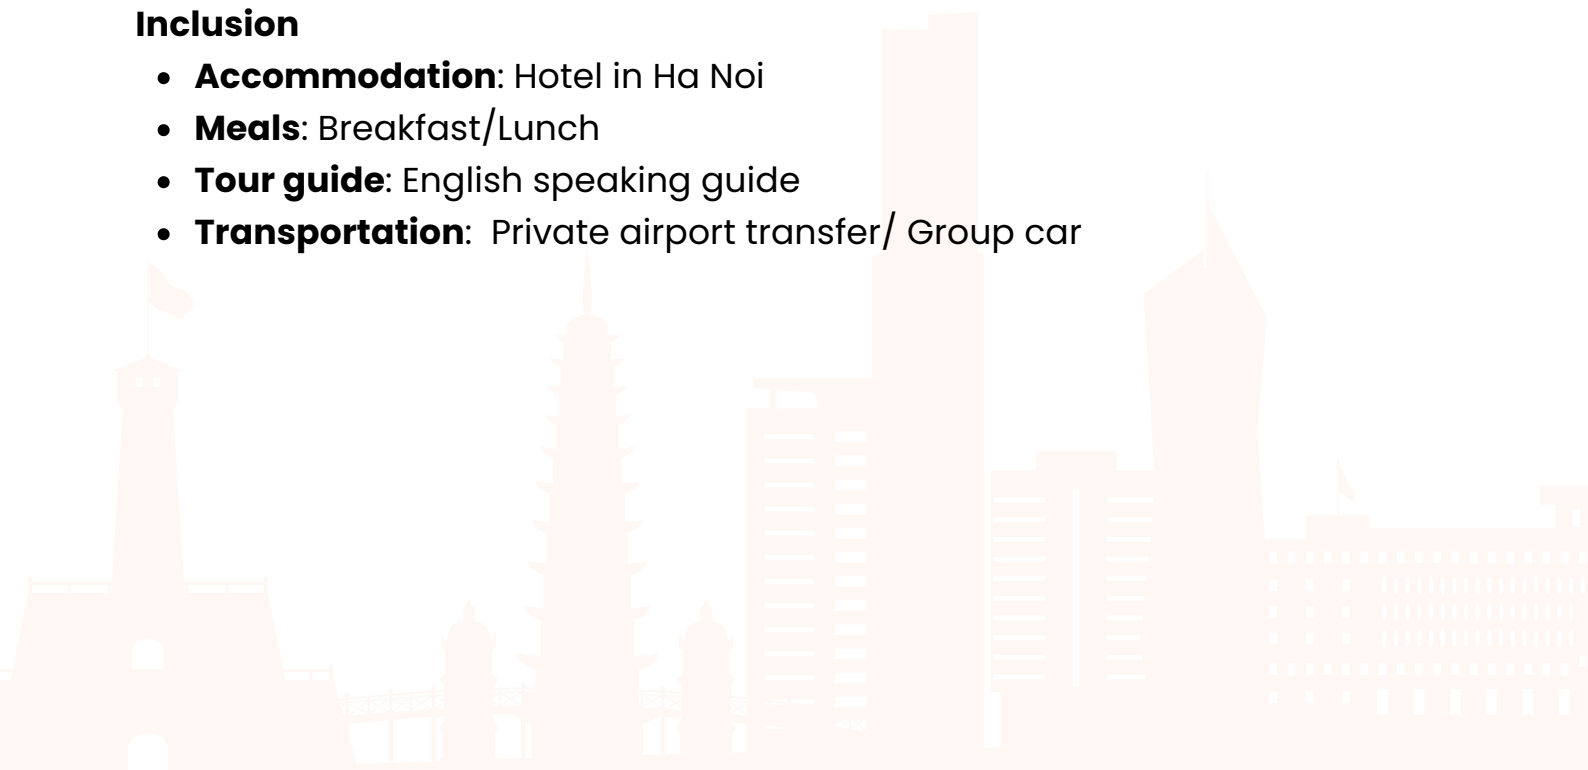 Inclusion
• Accommodation: Hotel in Ha Noi
• Meals: Breakfast/Lunch
• Tour guide: English speaking guide
• Transportation:  Private airport transfer/ Group car